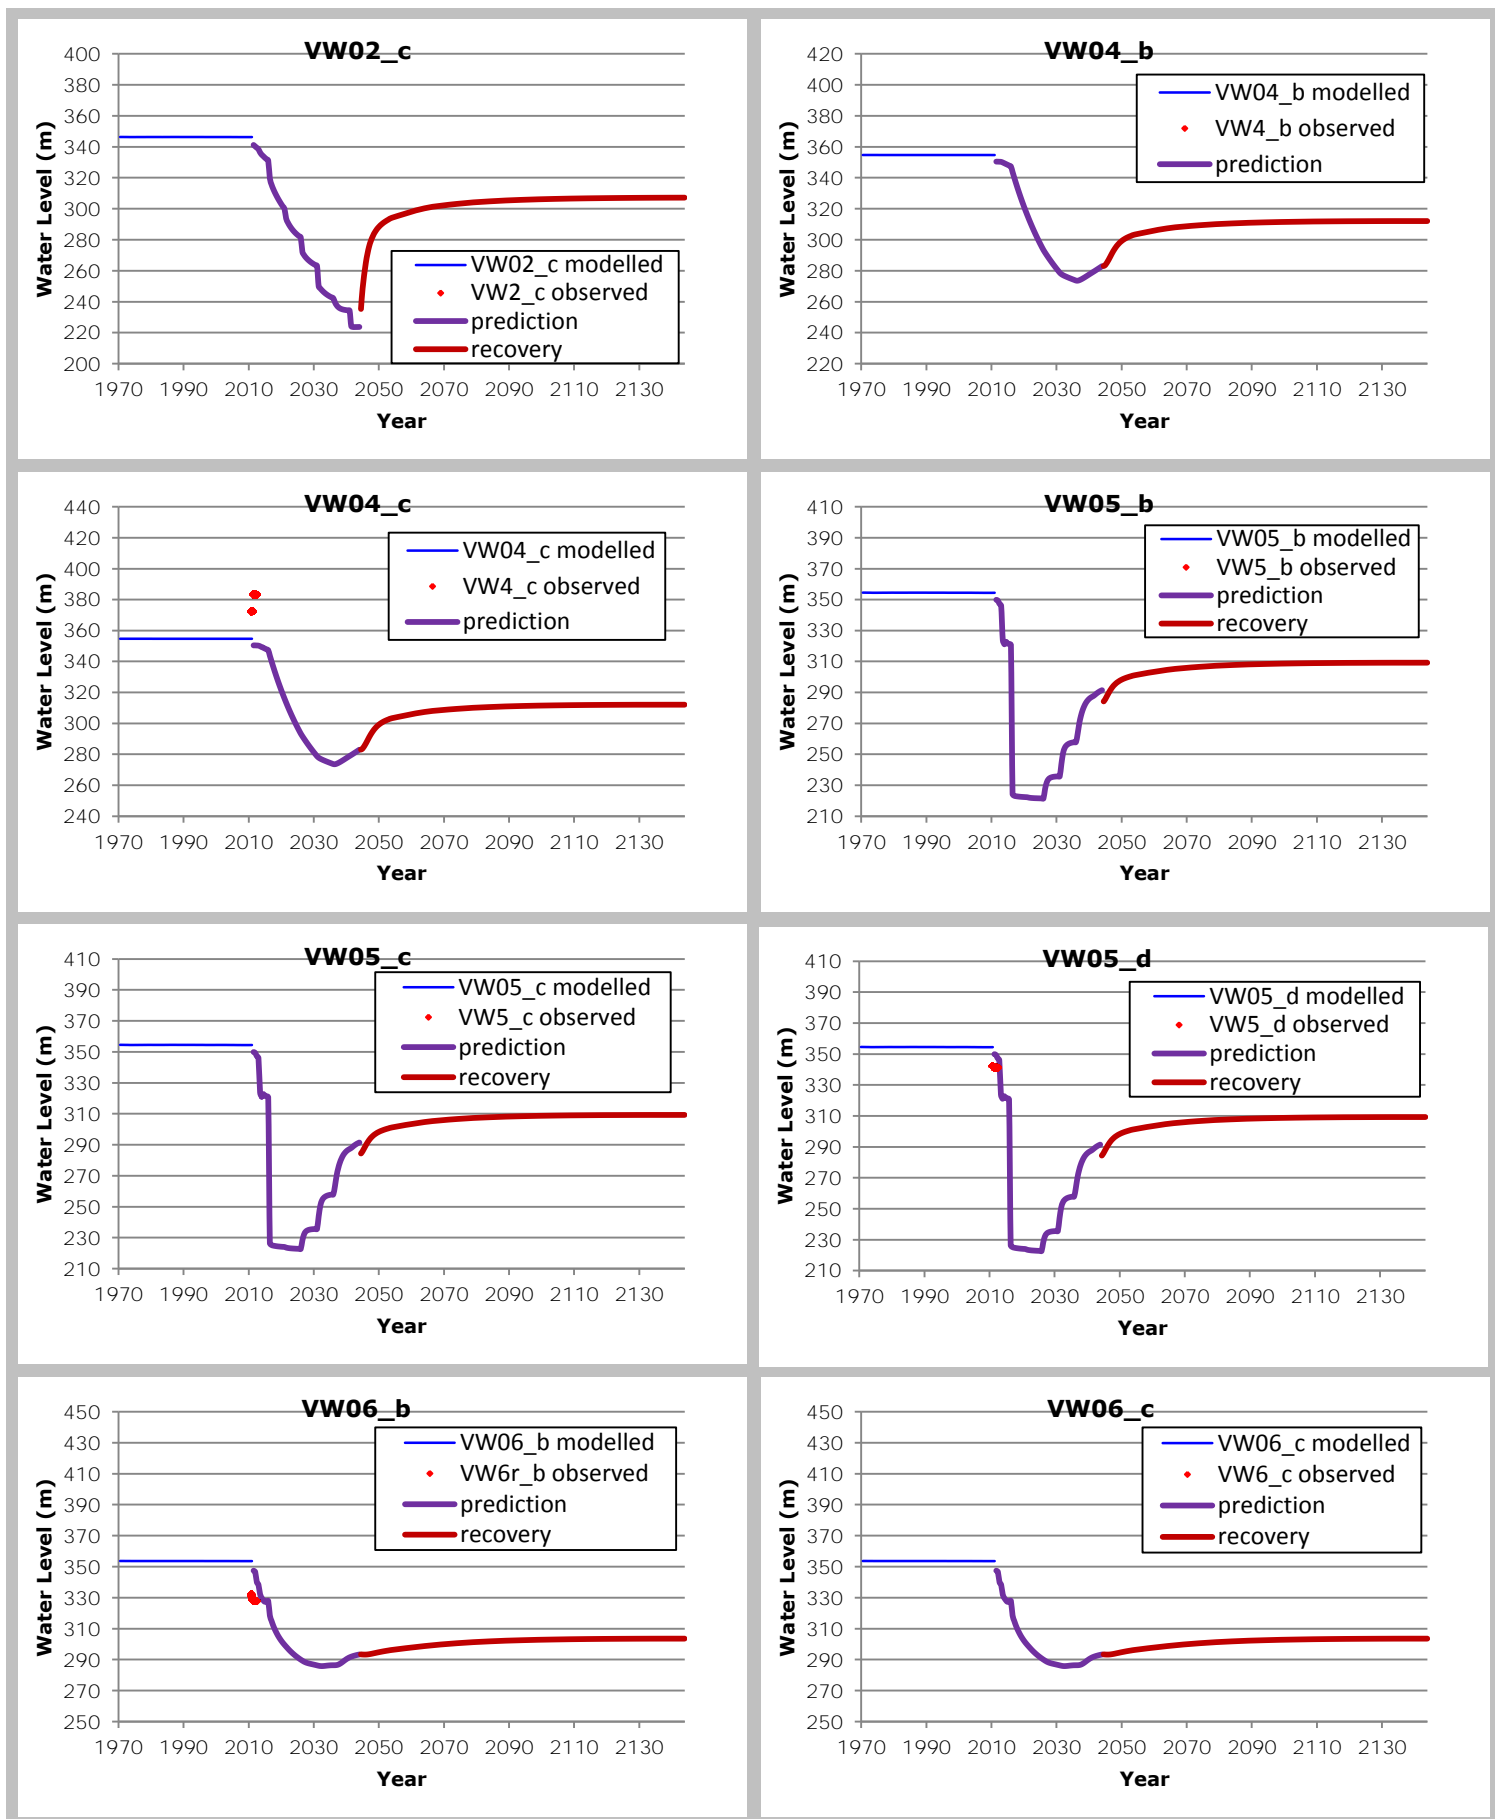 VW02_c
400
380
360
340
320
300
280
260
240
220
200
Water Level (m)
VW02_c modelled
VW2_c observed
prediction
recovery
1970 1990 2010 2030 2050 2070 2090 2110 2130
Year
VW04_b
420
400
380
360
340
320
300
280
260
240
220
Water Level (m)
VW04_b modelled
VW4_b observed
prediction
1970 1990 2010 2030 2050 2070 2090 2110 2130
Year
VW04_c
440
420
400
380
360
340
320
300
280
260
240
Water Level (m)
VW04_c modelled
VW4_c observed
prediction
1970 1990 2010 2030 2050 2070 2090 2110 2130
Year
VW05_b
410
390
370
350
330
310
290
270
250
230
210
Water Level (m)
VW05_b modelled
VW5_b observed
prediction
recovery
1970 1990 2010 2030 2050 2070 2090 2110 2130
Year
VW05_c
410
390
370
350
330
310
290
270
250
230
210
Water Level (m)
VW05_c modelled
VW5_c observed
prediction
recovery
1970 1990 2010 2030 2050 2070 2090 2110 2130
Year
VW05_d
410
390
370
350
330
310
290
270
250
230
210
Water Level (m)
VW05_d modelled
VW5_d observed
prediction
recovery
1970 1990 2010 2030 2050 2070 2090 2110 2130
Year
VW06_b
450
430
410
390
370
350
330
310
290
270
250
Water Level (m)
VW06_b modelled
VW6r_b observed
prediction
recovery
1970 1990 2010 2030 2050 2070 2090 2110 2130
Year
VW06_c
450
430
410
390
370
350
330
310
290
270
250
Water Level (m)
VW06_c modelled
VW6_c observed
prediction
recovery
1970 1990 2010 2030 2050 2070 2090 2110 2130
Year